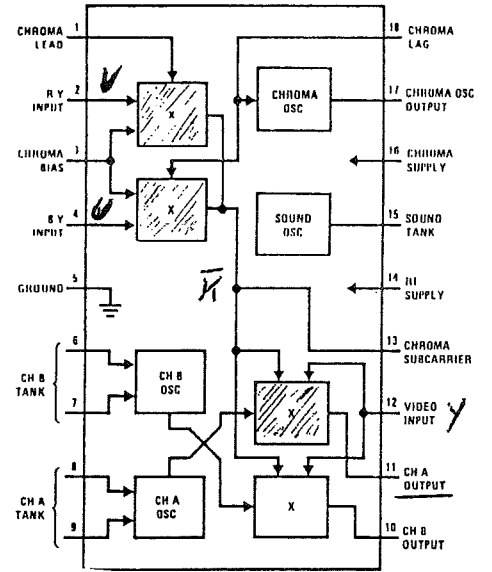 CHROMA LEAD
1
R Y INPUT
2
CHROMA BIAS
B Y INPUT
4
GROUND
5
6
CH B TANK
7
8
CH A TANK
9
X
X
CHROMA OSC
SOUND OSC
CH B OSC
CH A OSC
X
X
18
CHROMA LAG
17
CHROMA OSC OUTPUT
16
CHROMA SUPPLY
15
SOUND TANK
14
SUPPLY
13
CHROMA SUBCARRIER
12
VIDEO INPUT
Y
11
CH A OUTPUT
10
CH B OUTPUT